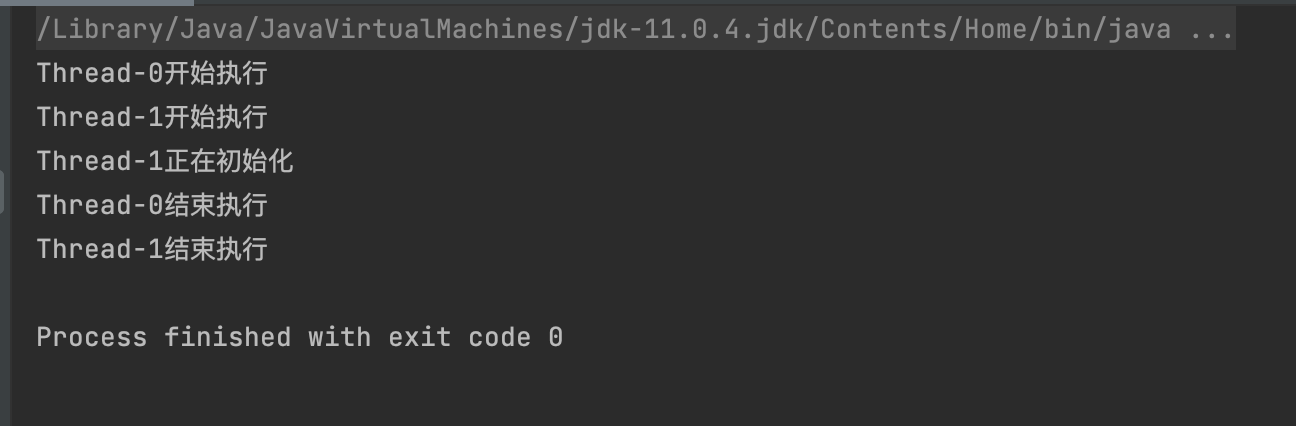 /Library/Java/JavaVirtualMachines/jdk-11.0.4.jdk/Contents/Home/bin/java ...
Thread-0开始执行
Thread-1开始执行
Thread-1正在初始化
Thread-0结束执行
Thread-1结束执行
Process finished with exit code 0